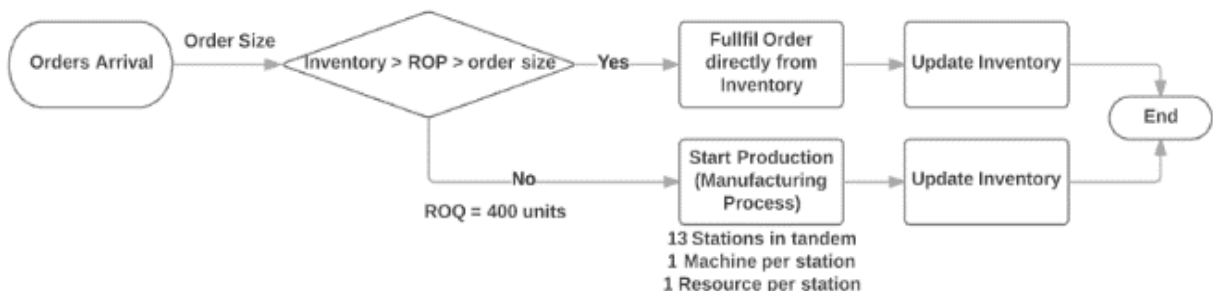 Orders Arrival
Order Size
Inventory > ROP > order size
Yes
Fullfil Order
directly from
Inventory
Update Inventory
End
No
ROQ = 400 units
Start Production
(Manufacturing
Process)
Update Inventory
13 Stations in tandem
1 Machine per station
1 Resource per station